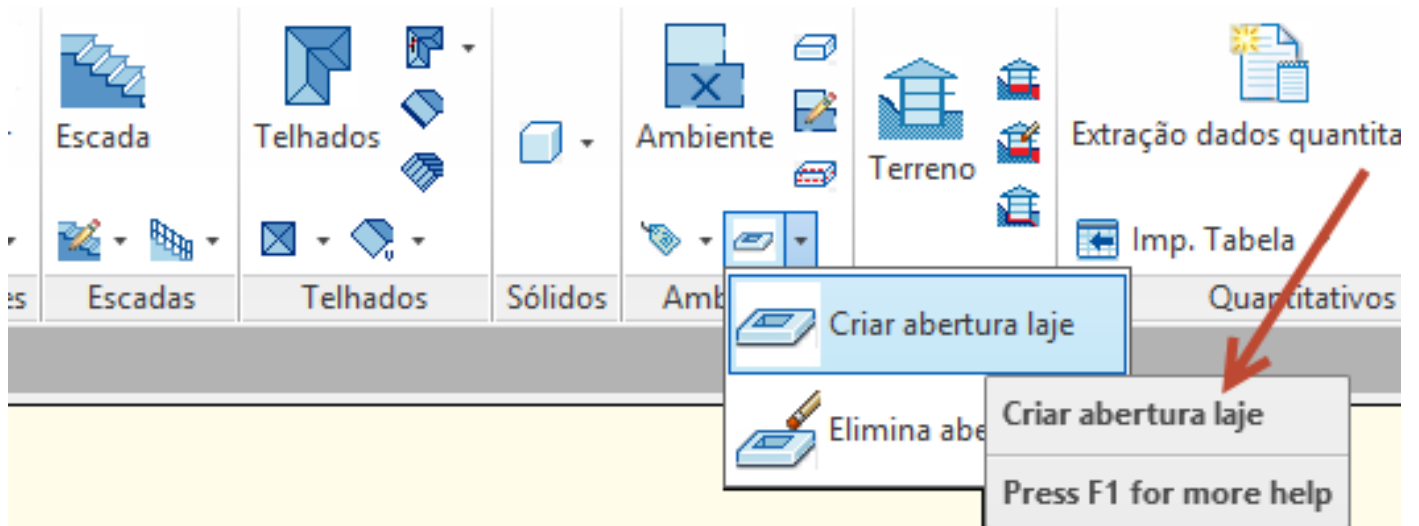 Escada
Telhados
Ambiente
Terreno
Extração dados quantita
Imp. Tabela
es
Escadas
Telhados
Sólidos
Amb
Quantitativos
Criar abertura laje
Elimina abe
Criar abertura laje
Press F1 for more help